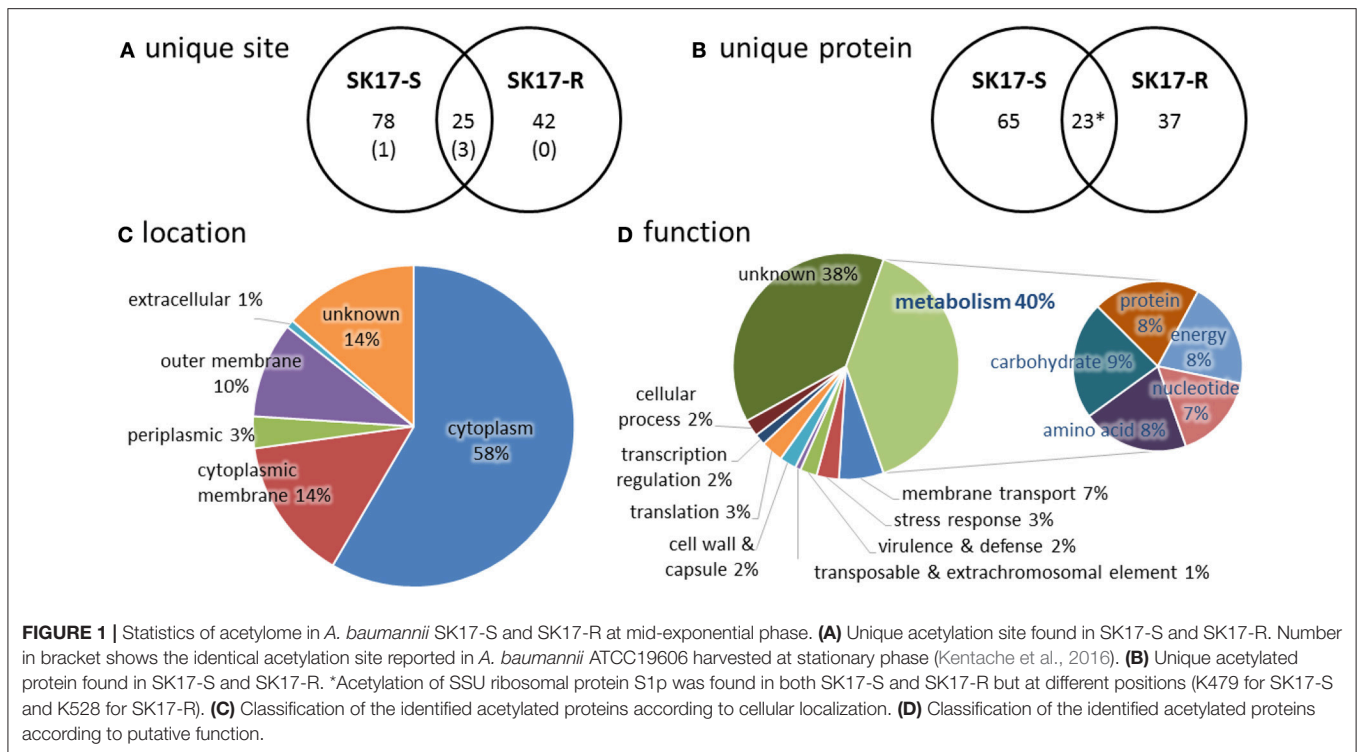 A unique site
SK17-S
SK17-R
78
(1)
25
(3)
42
(0)
B unique protein
SK17-S
SK17-R
65
23*
37
C location
extracellular 1%
unknown
14%
outer membrane
10%
periplasmic 3%
cytoplasmic
membrane 14%
cytoplasm
58%
D function
unknown 38%
metabolism 40%
protein
8%
energy
8%
carbohydrate 9%
nucleotide
7%
amino acid 8%
cellular
process 2%
transcription
regulation 2%
translation 3%
cell wall &
capsule 2%
membrane transport 7%
stress response 3%
virulence & defense 2%
transposable & extrachromosomal element 1%
FIGURE 1 | Statistics of acetylome in A. baumannii SK17-S and SK17-R at mid-exponential phase. (A) Unique acetylation site found in SK17-S and SK17-R. Number
in bracket shows the identical acetylation site reported in A. baumannii ATCC19606 harvested at stationary phase (Kentache et al., 2016). (B) Unique acetylated
protein found in SK17-S and SK17-R. *Acetylation of SSU ribosomal protein S1p was found in both SK17-S and SK17-R but at different positions (K479 for SK17-S
and K528 for SK17-R). (C) Classification of the identified acetylated proteins according to cellular localization. (D) Classification of the identified acetylated proteins
according to putative function.